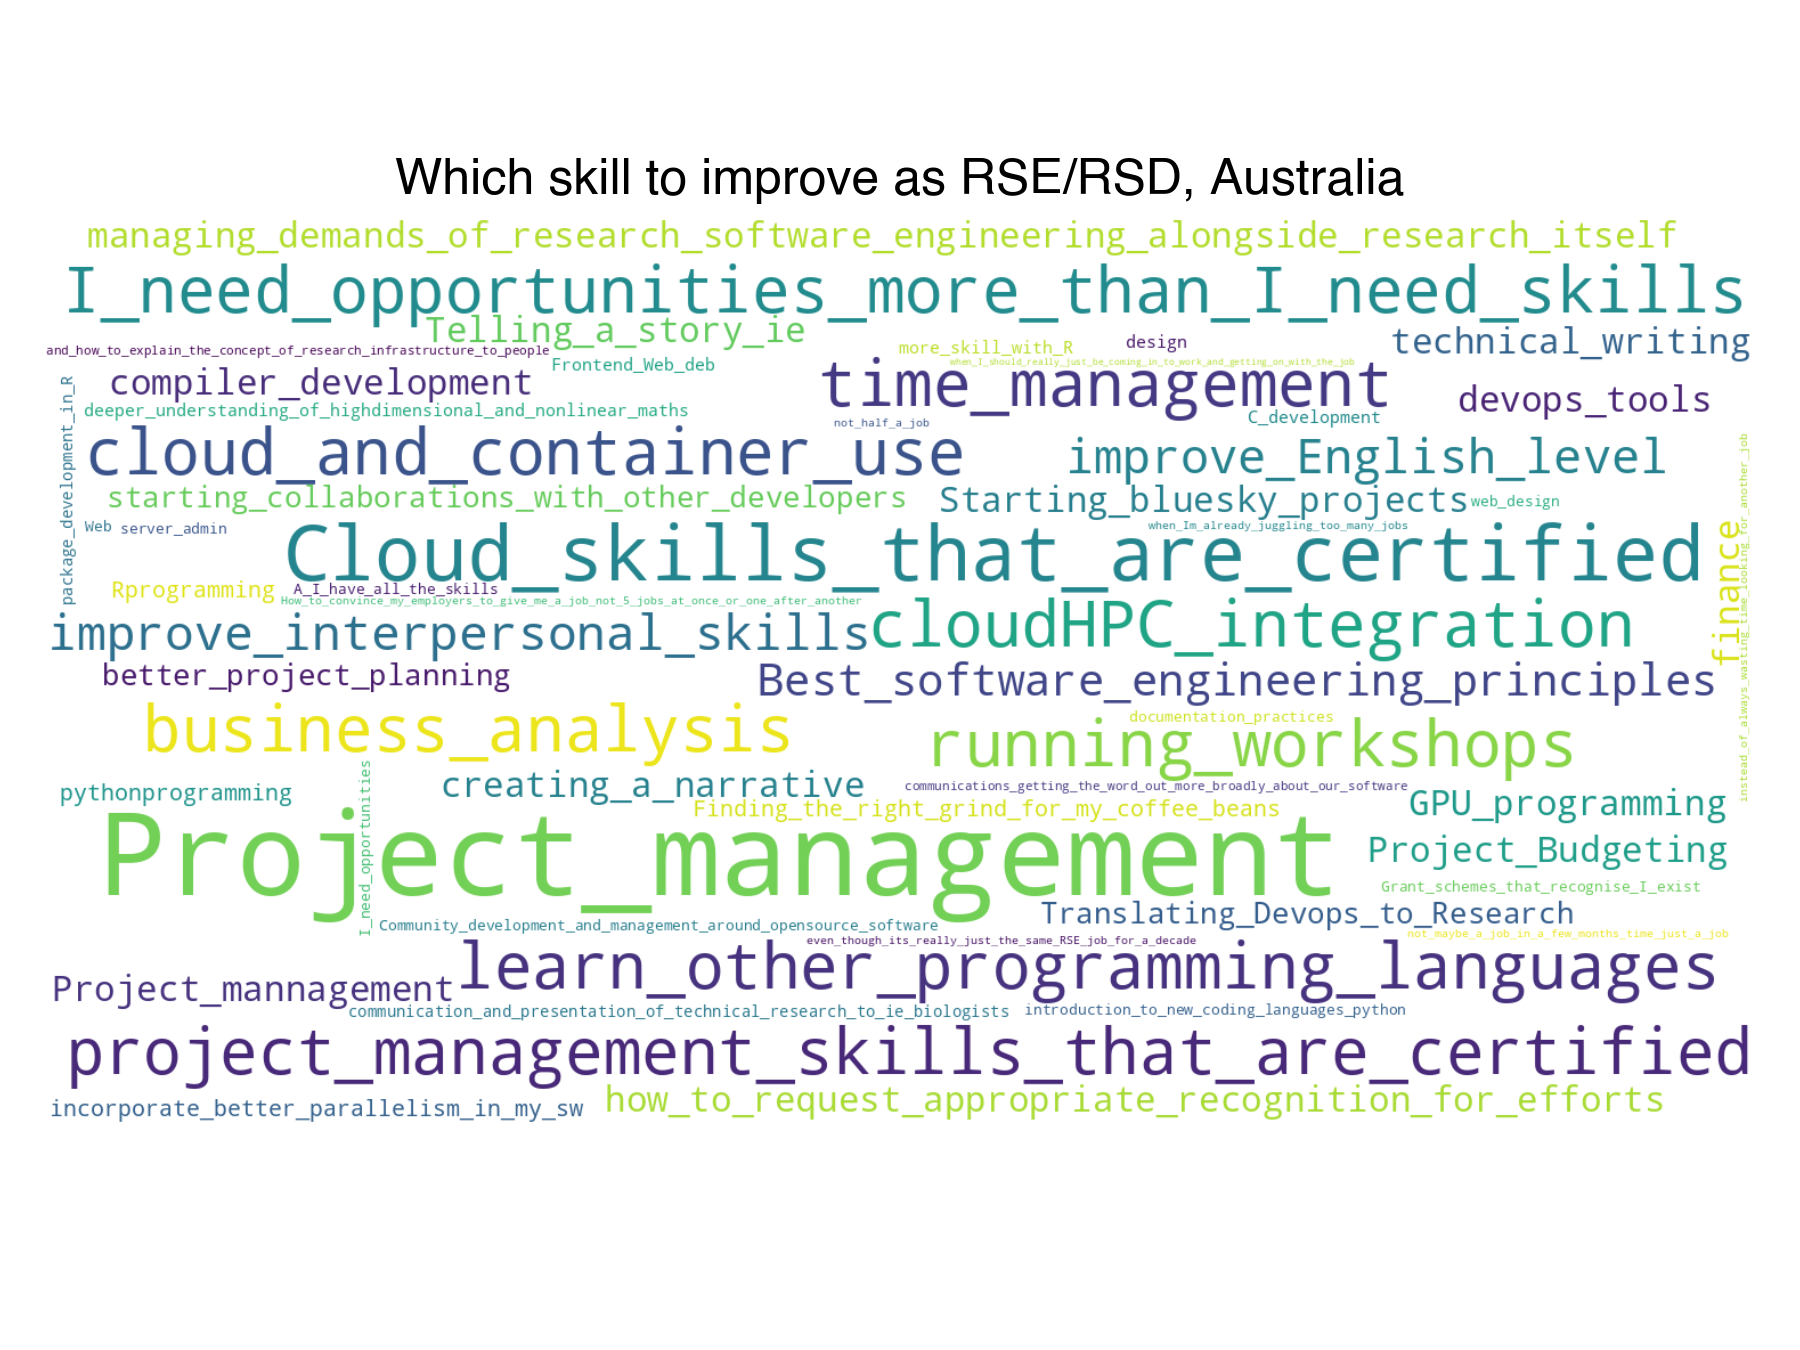 Which skill to improve as RSE/RSD, Australia
managing_demands_of_research_software_engineering_alongside_research_itself
I_need_opportunities_more_than_I_need_skills
Telling_a_story_ie
technical_writing
more_skill_with_R
design
and_how_to_explain_the_concept_of_research_infrastructure_to_people
Frontend_Web_deb
when_I_should_really_just_be_coming_in_to_work_and_getting_on_with_the_job
compiler_development
time_management
devops_tools
deeper_understanding_of_highdimensional_and_nonlinear_maths
not_half_a_job
C_development
package_development_in_R
cloud_and_container_use
improve_English_level
starting_collaborations_with_other_developers
Starting_bluesky_projects
web_design
Web
server_admin
when_Im_already_juggling_too_many_jobs
Cloud_skills_that_are_certified
finance
instead_of_always_wasting_time_looking_for_another_job
Rprogramming
A_I_have_all_the_skills
How_to_convince_my_employers_to_give_me_a_job_not_5_jobs_at_once_or_one_after_another
improve_interpersonal_skills
cloudHPC_integration
better_project_planning
Best_software_engineering_principles
business_analysis
documentation_practices
running_workshops
pythonprogramming
I_need_opportunities
creating_a_narrative
communications_getting_the_word_out_more_broadly_about_our_software
Finding_the_right_grind_for_my_coffee_beans
GPU_programming
Project_management
Project_Budgeting
Grant_schemes_that_recognise_I_exist
Translating_Devops_to_Research
Community_development_and_management_around_opensource_software
even_though_its_really_just_the_same_RSE_job_for_a_decade
not_maybe_a_job_in_a_few_months_time_just_a_job
Project_mannagement
learn_other_programming_languages
communication_and_presentation_of_technical_research_to_ie_biologists
introduction_to_new_coding_languages_python
project_management_skills_that_are_certified
incorporate_better_parallelism_in_my_sw
how_to_request_appropriate_recognition_for_efforts